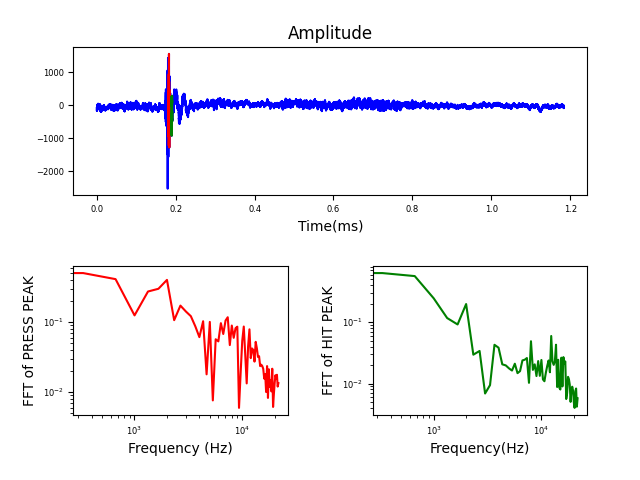 Amplitude
1000
0
−1000
−2000
0.0 0.2 0.4 0.6 0.8 1.0 1.2
Time(ms)
FFT of PRESS PEAK
10⁻¹
10⁻²
10³ 10⁴
Frequency (Hz)
FFT of HIT PEAK
10⁻¹
10⁻²
10³ 10⁴
Frequency(Hz)